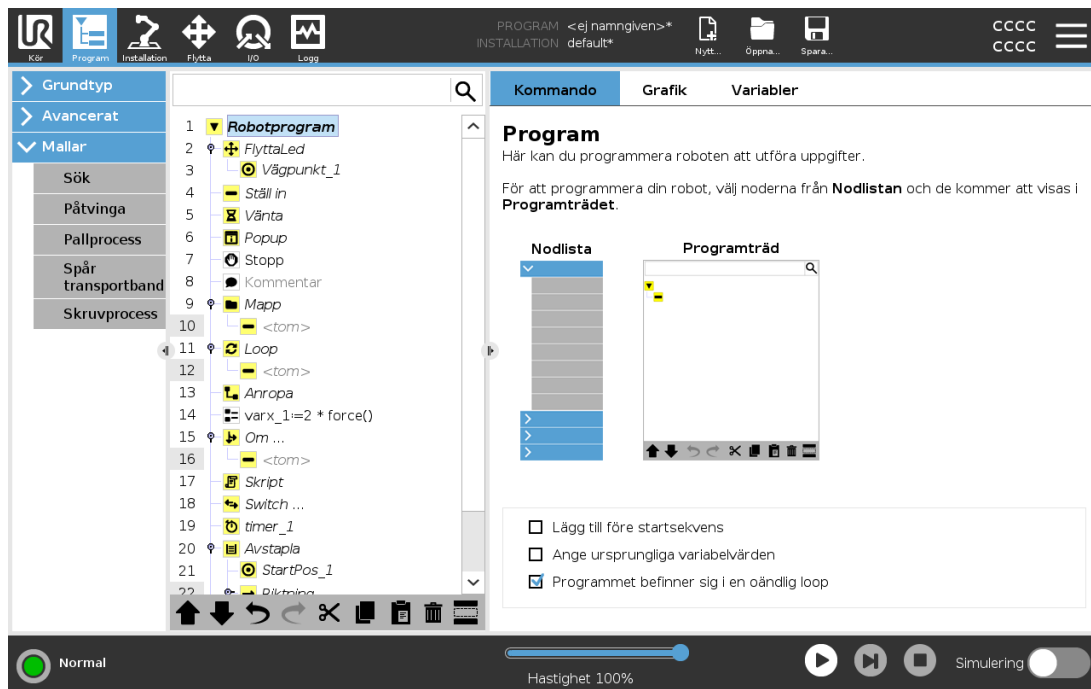 UR
PROGRAM <ej namngiven>*
INSTALLATION default*
CCCC
CCCC
Kör
Program
Installation
Flytta
I/O
Logg
Nytt...
Öppna...
Spara...
Grundtyp
Avancerat
Mallar
Sök
Påtvinga
Pallprocess
Spår
transportband
Skruvprocess
1 Robotprogram
2 FlyttaLed
3 Vägpunkt_1
4 Ställ in
5 Vänta
6 Popup
7 Stopp
8 Kommentar
9 Mapp
10 <tom>
11 Loop
12 <tom>
13 Anropa
14 varx_1:=2 * force()
15 Om ...
16 <tom>
17 Skript
18 Switch ...
19 timer_1
20 Avstapla
21 StartPos_1
22 Riktning
Kommando
Grafik
Variabler
Program
Här kan du programmera roboten att utföra uppgifter.
För att programmera din robot, välj noderna från Nodlistan och de kommer att visas i
Programträdet.
Nodlista
Programträd
Lägg till före startsekvens
Ange ursprungliga variabelvärden
Programmet befinner sig i en oändlig loop
Normal
Hastighet 100%
Simulering